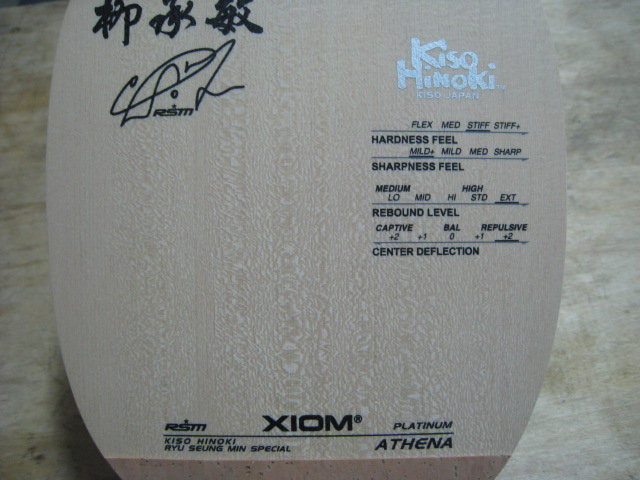 柳承敏
RSM
KISO
HINOKI
KISO JAPAN
FLEX MED STIFF STIFF+
HARDNESS FEEL
MILD+ MILD MED SHARP
SHARPNESS FEEL
MEDIUM HIGH
LO MID HI STD EXT
REBOUND LEVEL
CAPTIVE BAL REPULSIVE
+2 +1 0 +1 +2
CENTER DEFLECTION
RSM XIOM® PLATINUM
KISO HINOKI
RYU SEUNG MIN SPECIAL ATHENA